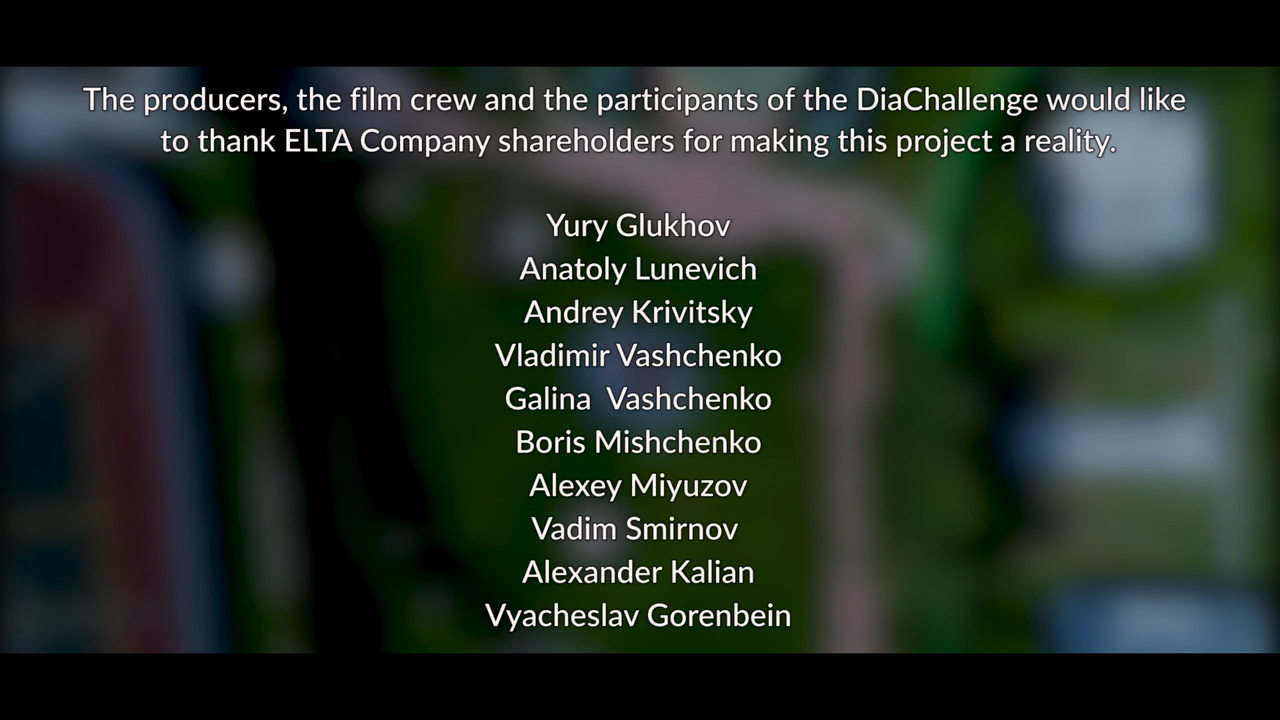 The producers, the film crew and the participants of the DiaChallenge would like
to thank ELTA Company shareholders for making this project a reality.
Yury Glukhov
Anatoly Lunevich
Andrey Krivitsky
Vladimir Vashchenko
Galina  Vashchenko
Boris Mishchenko
Alexey Miyuzov
Vadim Smirnov
Alexander Kalian
Vyacheslav Gorenbein